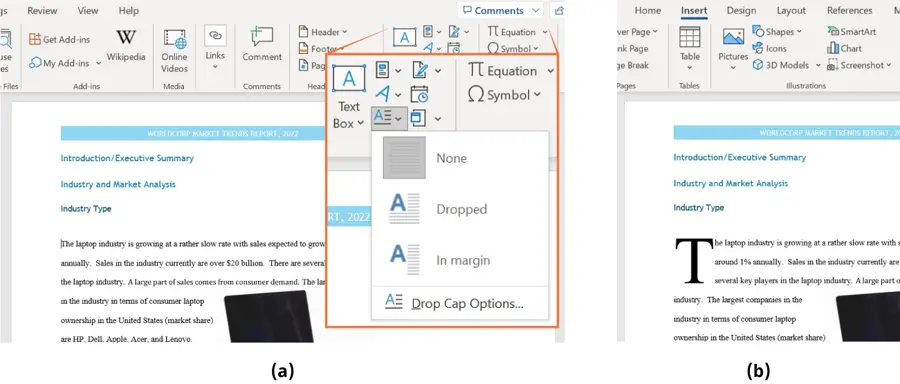 gs Review View Help Comments
Header
Get Add-ins
Wikipedia
Online Videos
Links
Comment
Footer
Equation
Symbol
My Add-ins
Files Add-ins Media Comments
WORLDCORP MARKET TRENDS REPORT, 2022
Introduction/Executive Summary
Industry and Market Analysis
Industry Type
The laptop industry is growing at a rather slow rate with sales expected to grow
annually. Sales in the industry currently are over $20 billion. There are several
the laptop industry. A large part of sales comes from consumer demand. The lar
in the industry in terms of consumer laptop
ownership in the United States (market share)
are HP, Dell, Apple, Acer, and Lenovo.
Text
Box
Equation
Symbol
RT, 2022
None
Dropped
In margin
Drop Cap Options...
(a)
Home Insert Design Layout References M
ver Page
nk Page
e Break
Table
Pictures
Shapes
Icons
3D Models
SmartArt
Chart
Screenshot
Pages Tables Illustrations
WORLDCORP MARKET TRENDS REPORT, 2
Introduction/Executive Summary
Industry and Market Analysis
Industry Type
The laptop industry is growing at a rather slow rate with s
around 1% annually. Sales in the industry currently are
several key players in the laptop industry. A large part o
industry. The largest companies in the
industry in terms of consumer laptop
ownership in the United States (market share)
(b)